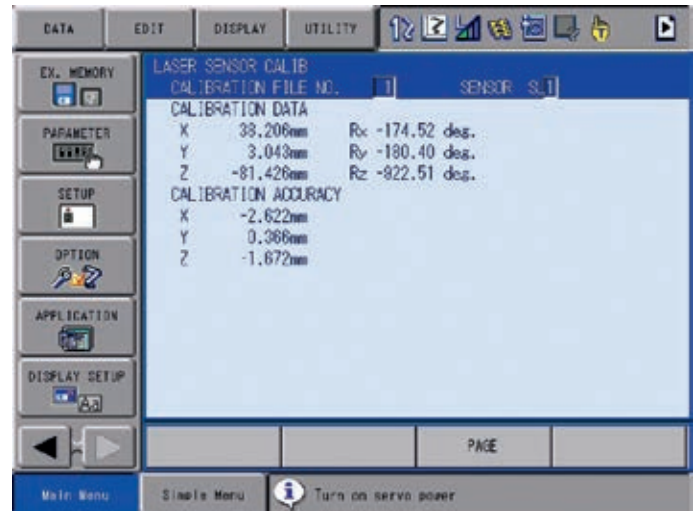 DATA
EDIT
DISPLAY
UTILITY
EX. MEMORY
PARAMETER
SETUP
OPTION
APPLICATION
DISPLAY SETUP
LASER SENSOR CALIB
CALIBRATION FILE NO. 1 SENSOR SL1
CALIBRATION DATA
X 38.206mm Rx -174.52 deg.
Y 3.043mm Ry -180.40 deg.
Z -81.426mm Rz -922.51 deg.
CALIBRATION ACCURACY
X -2.622mm
Y 0.366mm
Z -1.672mm
PAGE
Main Menu
Simple Menu
Turn on servo power